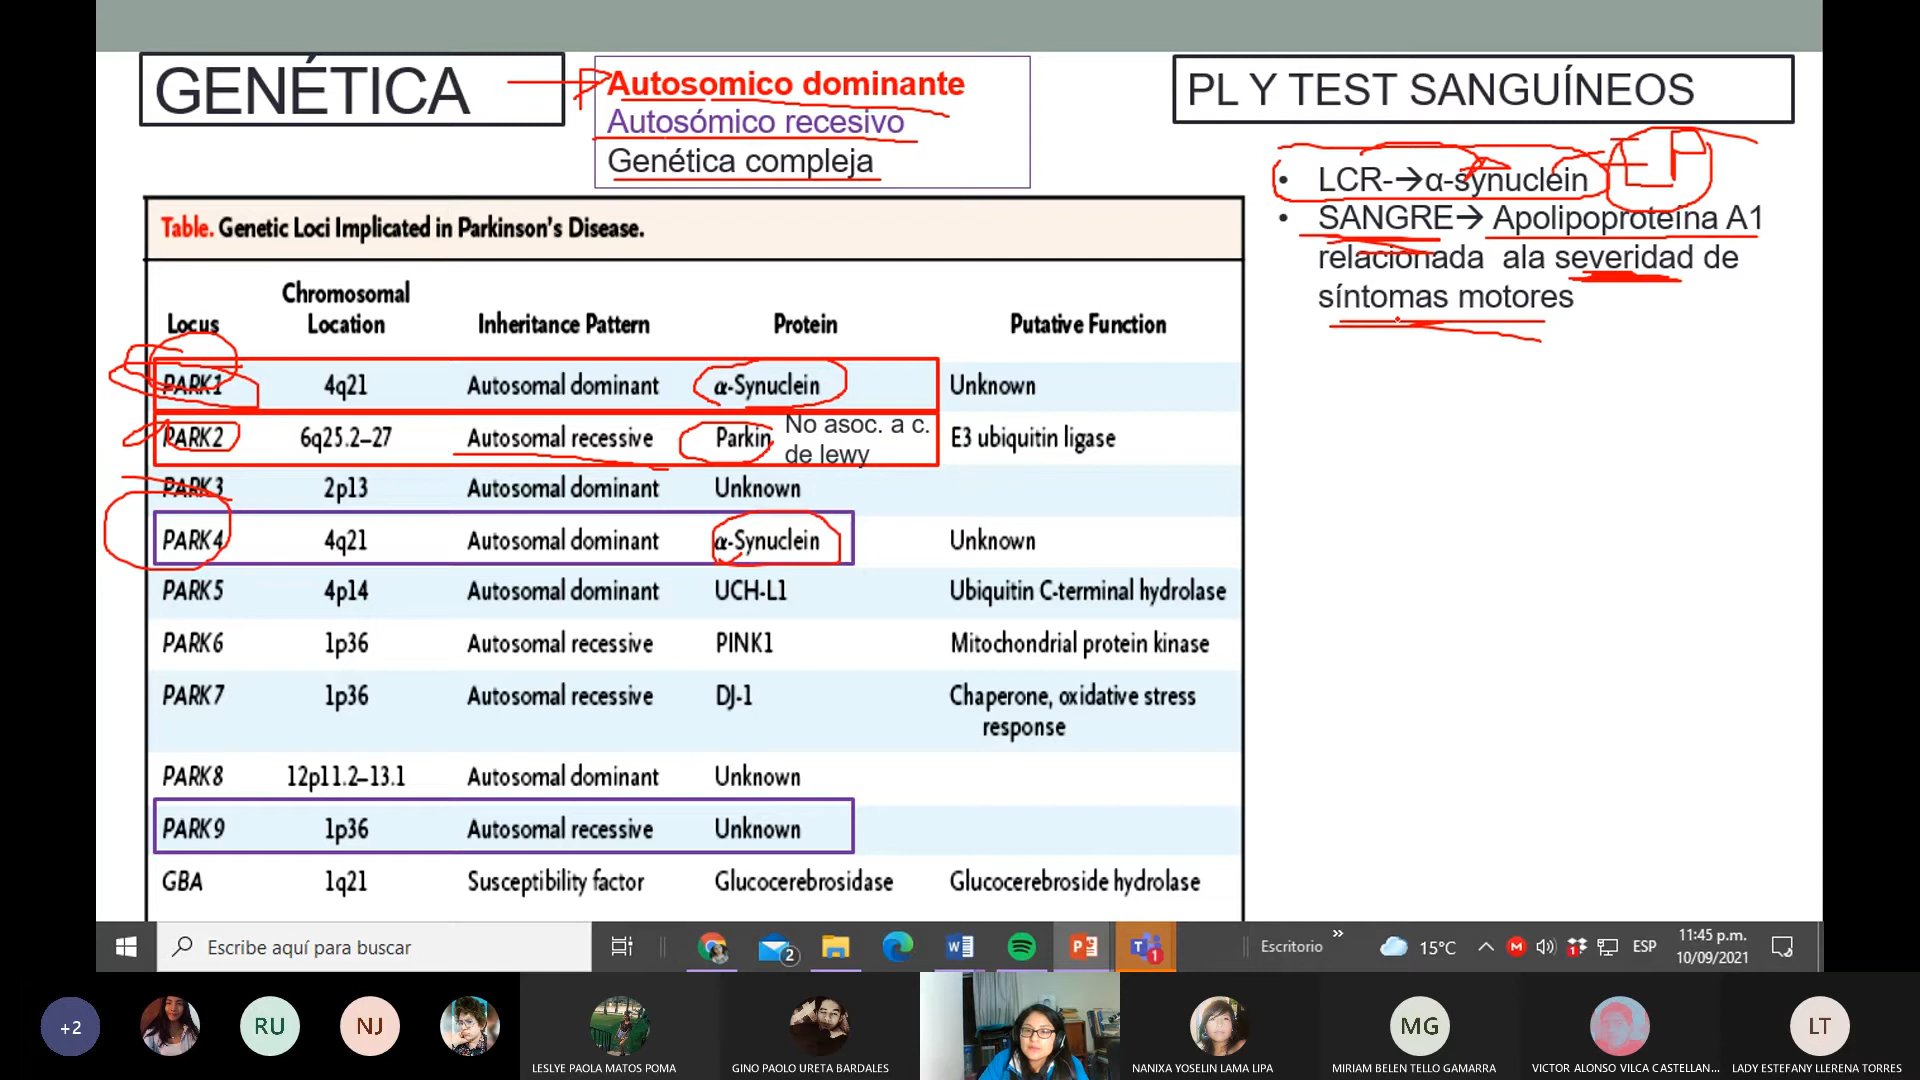 GENÉTICA
Autosomico dominante
Autosómico recesivo
Genética compleja
PL Y TEST SANGUÍNEOS
• LCR-→α-synuclein
LP
• SANGRE→ Apolipoproteína A1
relacionada ala severidad de
síntomas motores
Table. Genetic Loci Implicated in Parkinson's Disease.
Locus Chromosomal Location Inheritance Pattern Protein Putative Function
PARK1 4q21 Autosomal dominant α-Synuclein Unknown
PARK2 6q25.2–27 Autosomal recessive Parkin No asoc. a c. de lewy E3 ubiquitin ligase
PARK3 2p13 Autosomal dominant Unknown
PARK4 4q21 Autosomal dominant α-Synuclein Unknown
PARK5 4p14 Autosomal dominant UCH-L1 Ubiquitin C-terminal hydrolase
PARK6 1p36 Autosomal recessive PINK1 Mitochondrial protein kinase
PARK7 1p36 Autosomal recessive DJ-1 Chaperone, oxidative stress
response
PARK8 12p11.2–13.1 Autosomal dominant Unknown
PARK9 1p36 Autosomal recessive Unknown
GBA 1q21 Susceptibility factor Glucocerebrosidase Glucocerebroside hydrolase
Escribe aquí para buscar
2
1
Escritorio
»
15°C
M
1
ESP
11:45 p.m.
10/09/2021
+2
RU
NJ
MG
LT
LESLYE PAOLA MATOS POMA
GINO PAOLO URETA BARDALES
NANIXA YOSELIN LAMA LIPA
MIRIAM BELEN TELLO GAMARRA
VICTOR ALONSO VILCA CASTELLAN...
LADY ESTEFANY LLERENA TORRES